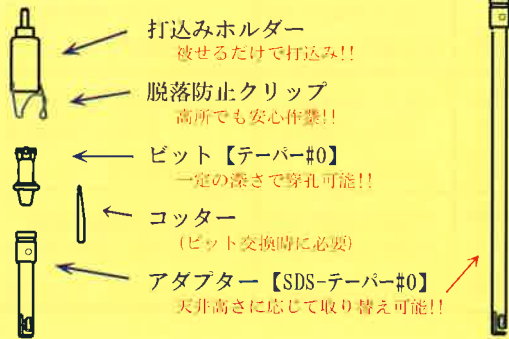 打込みホルダー
被せるだけで打込み!!
脱落防止クリップ
高所でも安心作業!!
ビット【テーパー#0】
一定の深さで穿孔可能!!
コッター
(ビット交換時に必要)
アダプター【SDS-テーパー#0】
天井高さに応じて取り替え可能!!